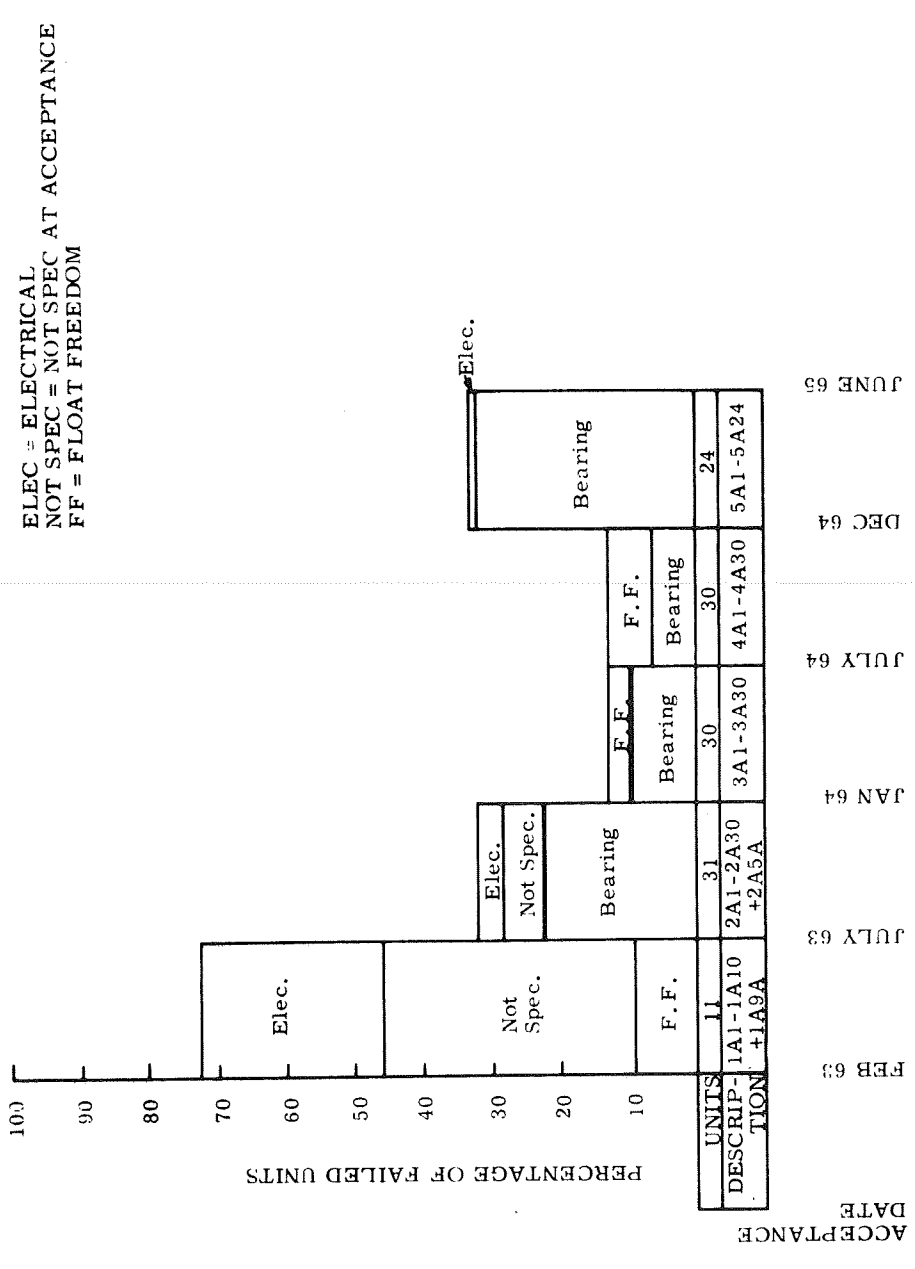 ELEC = ELECTRICAL
NOT SPEC = NOT SPEC AT ACCEPTANCE
FF = FLOAT FREEDOM
PERCENTAGE OF FAILED UNITS
100
90
80
70
60
50
40
30
20
10
Elec.
Not
Spec.
F.F.
Elec.
Not Spec.
Bearing
F.F.
Bearing
F.F.
Bearing
Elec.
Bearing
UNITS 11 31 30 30 24
DESCRIP- 1A1-1A10 2A1-2A30 3A1-3A30 4A1-4A30 5A1-5A24
TION +1A9A +2A5A
ACCEPTANCE
DATE
FEB 63 JULY 63 JAN 64 JULY 64 DEC 64 JUNE 65